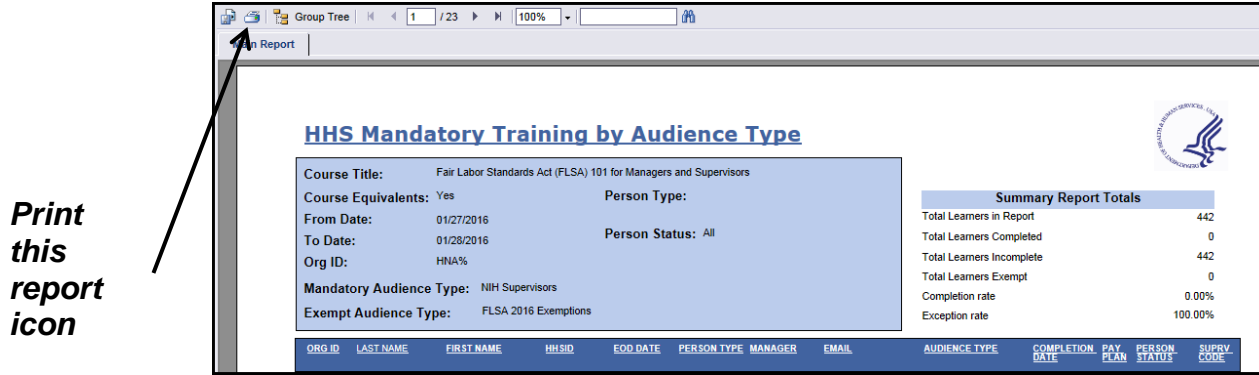 Group Tree 1 / 23 100%
Main Report
HHS Mandatory Training by Audience Type
Course Title: Fair Labor Standards Act (FLSA) 101 for Managers and Supervisors
Course Equivalents: Yes Person Type:
From Date: 01/27/2016
To Date: 01/28/2016 Person Status: All
Org ID: HNA%
Mandatory Audience Type: NIH Supervisors
Exempt Audience Type: FLSA 2016 Exemptions
Summary Report Totals
Total Learners in Report 442
Total Learners Completed 0
Total Learners Incomplete 442
Total Learners Exempt 0
Completion rate 0.00%
Exception rate 100.00%
ORG ID LAST NAME FIRST NAME HHSID EOD DATE PERSON TYPE MANAGER EMAIL AUDIENCE TYPE COMPLETION DATE PAY PLAN PERSON STATUS SUPRV CODE
Print
this
report
icon